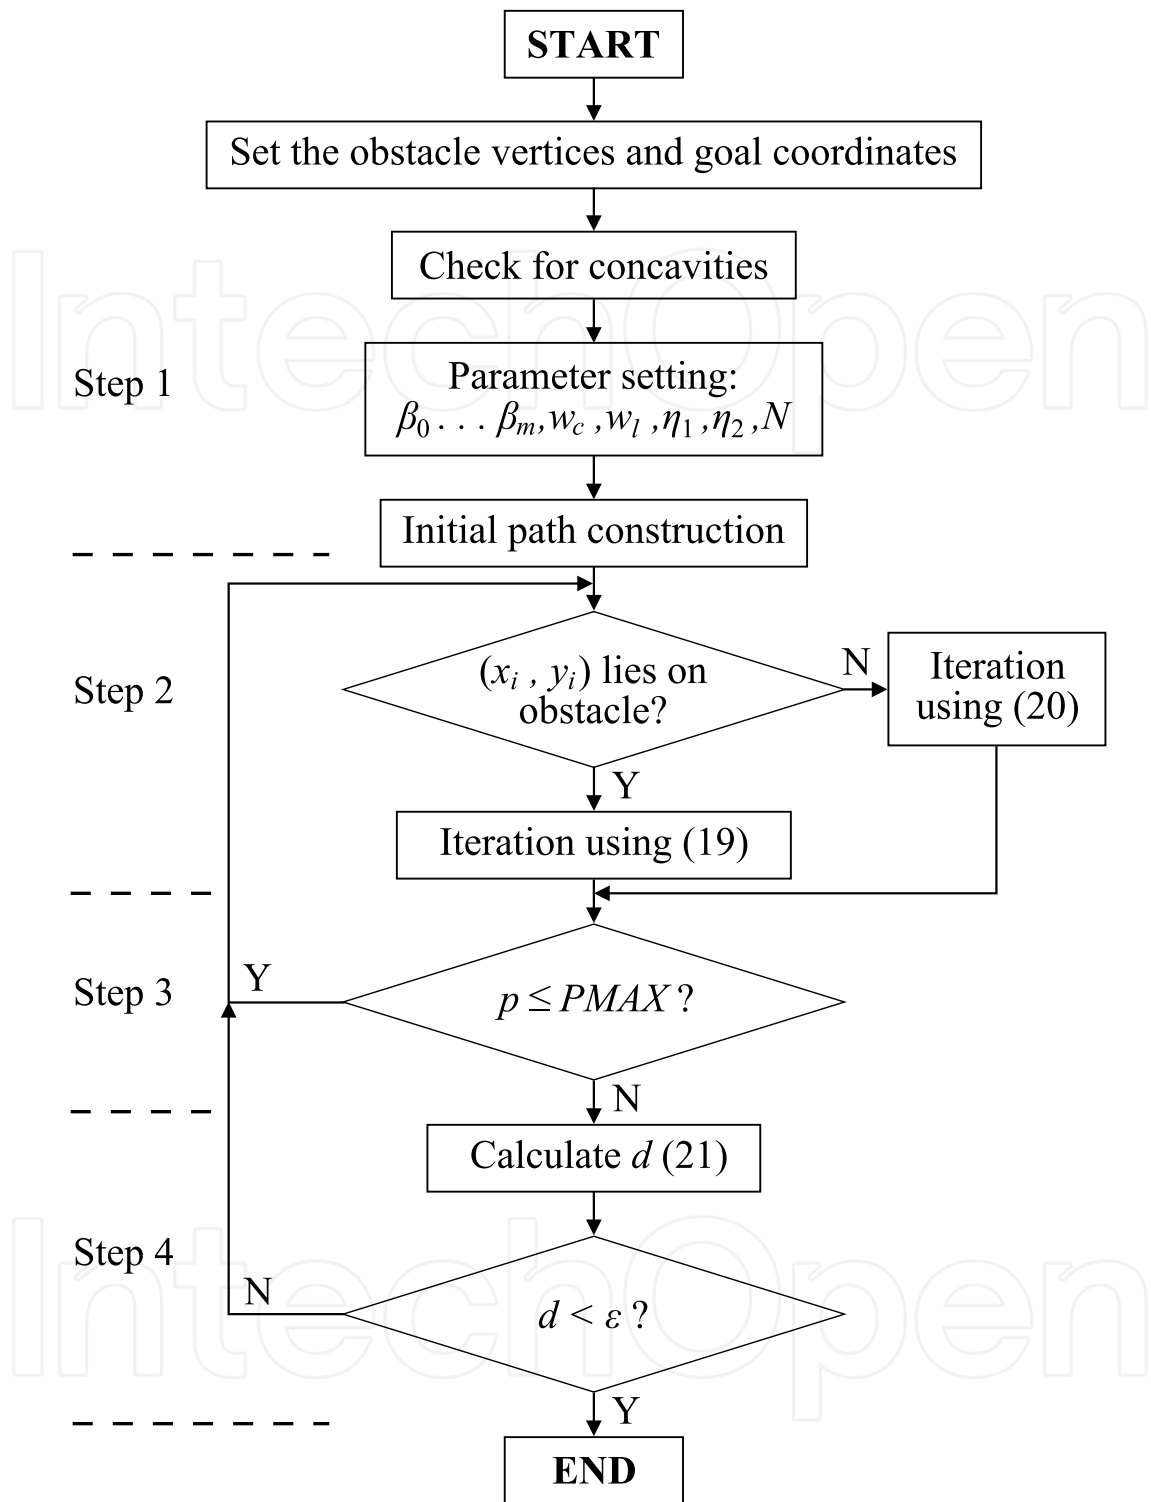 START
Set the obstacle vertices and goal coordinates
Check for concavities
Step 1
Parameter setting:
β₀ . . . βₘ,w꜀ ,wₗ ,η₁,η₂,N
Initial path construction
Step 2
(xᵢ , yᵢ) lies on
obstacle?
N
Iteration
using (20)
Y
Iteration using (19)
Step 3
Y
p ≤ PMAX ?
N
Calculate d (21)
Step 4
N
d < ε ?
Y
END
IntechOpen
IntechOpen